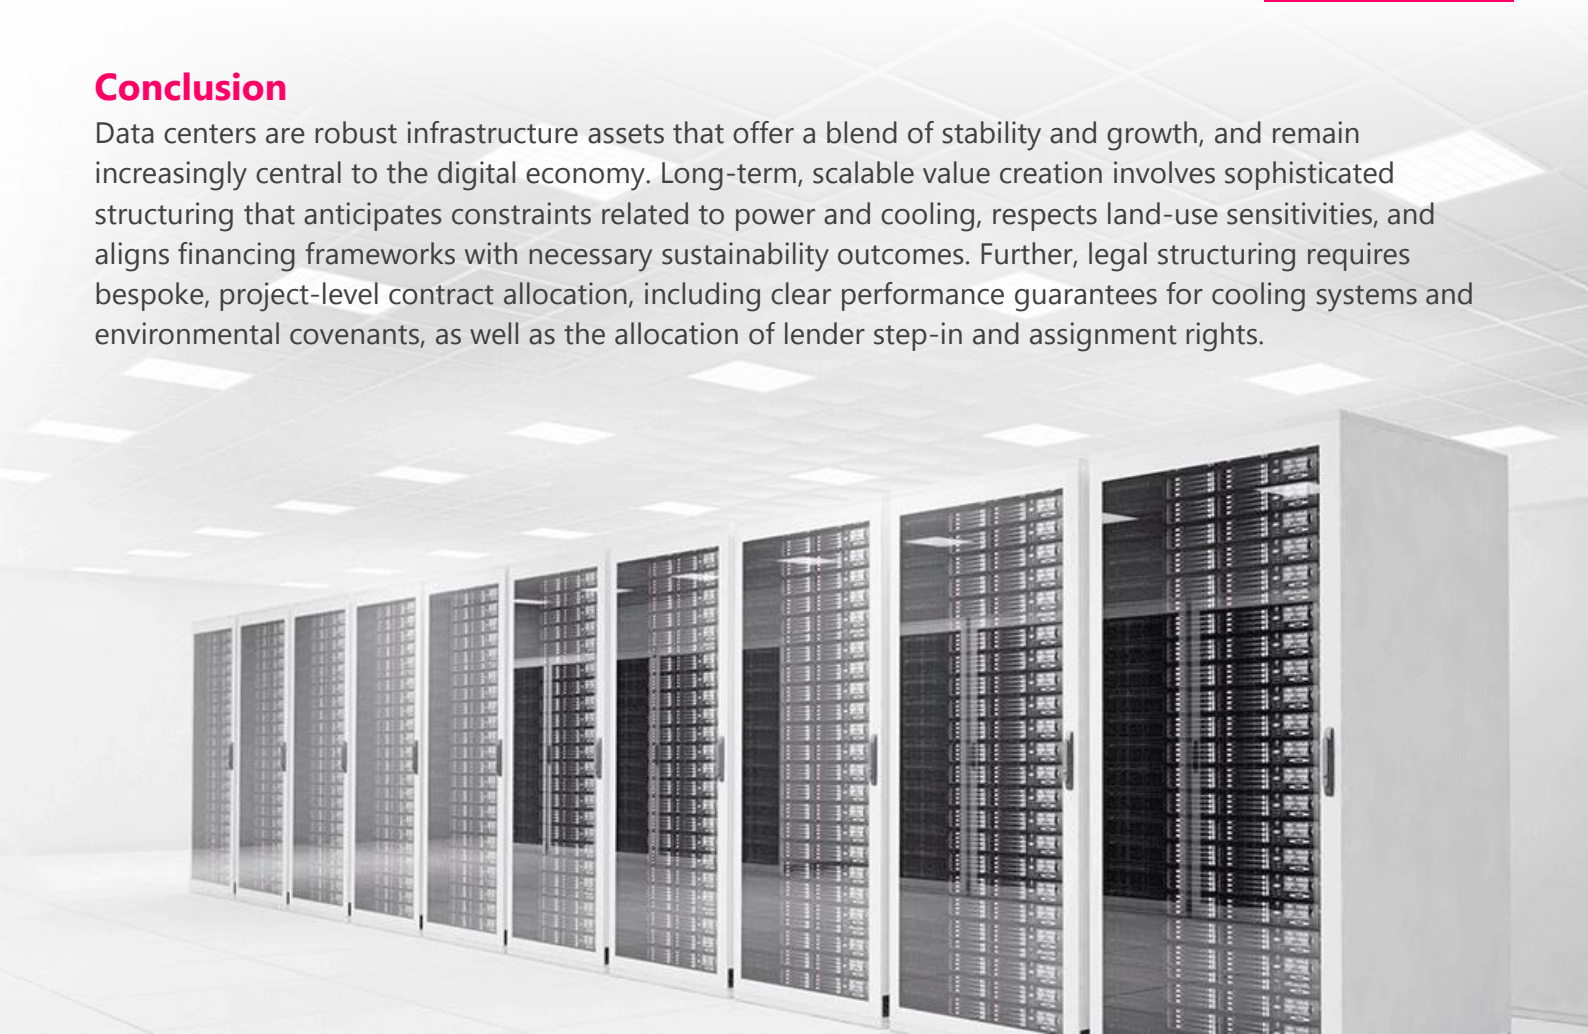 Conclusion
Data centers are robust infrastructure assets that offer a blend of stability and growth, and remain
increasingly central to the digital economy. Long-term, scalable value creation involves sophisticated
structuring that anticipates constraints related to power and cooling, respects land-use sensitivities, and
aligns financing frameworks with necessary sustainability outcomes. Further, legal structuring requires
bespoke, project-level contract allocation, including clear performance guarantees for cooling systems and
environmental covenants, as well as the allocation of lender step-in and assignment rights.